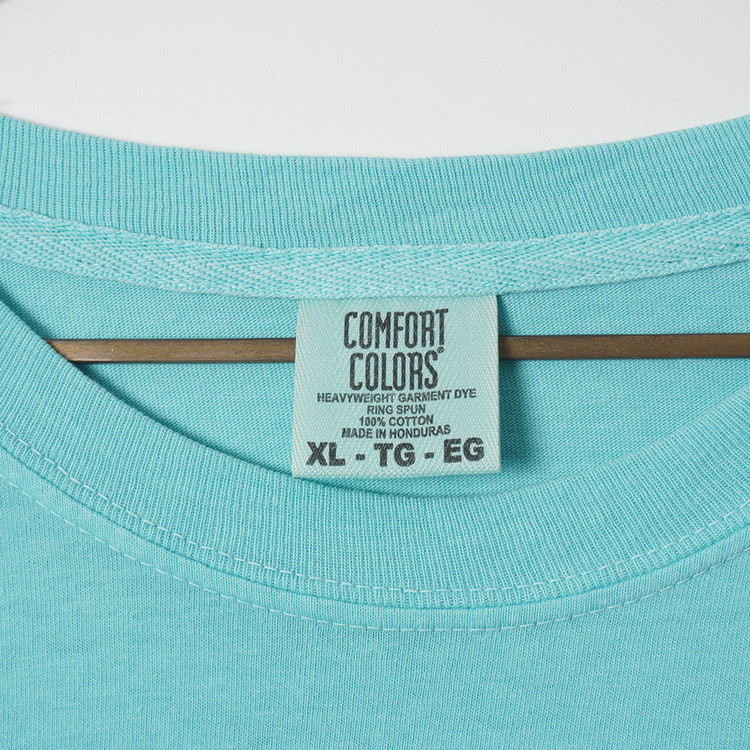 COMFORT
COLORS®
HEAVYWEIGHT GARMENT DYE
RING SPUN
100% COTTON
MADE IN HONDURAS
XL - TG - EG